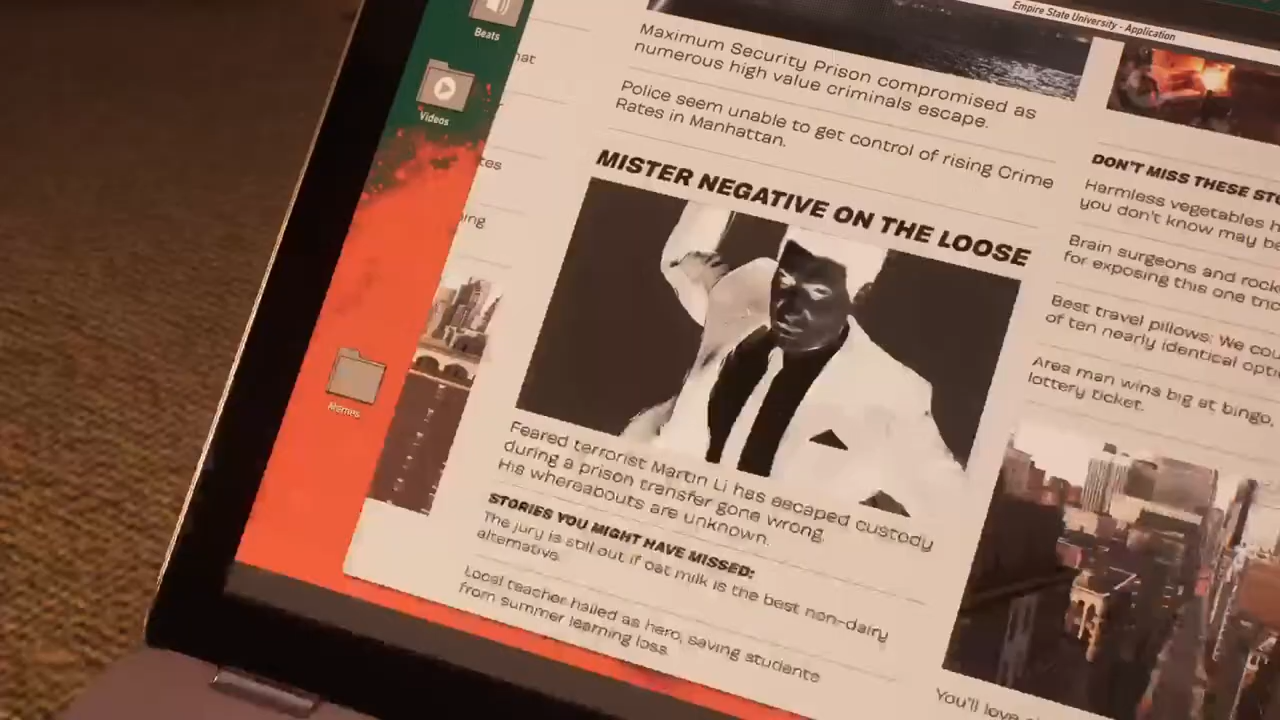 Empire State University - Application
Beats
Videos
Memes
Maximum Security Prison compromised as
numerous high value criminals escape.
Police seem unable to get control of rising Crime
Rates in Manhattan.
MISTER NEGATIVE ON THE LOOSE
Feared terrorist Martin Li has escaped custody
during a prison transfer gone wrong.
His whereabouts are unknown.
STORIES YOU MIGHT HAVE MISSED:
The jury is still out if oat milk is the best non-dairy
alternative.
Local teacher hailed as hero, saving students
from summer learning loss.
DON'T MISS THESE
Harmless vegetables
you don't know may be
Brain surgeons and
for exposing this one
Best travel pillows: We
of ten nearly identical
Area man wins big at bingo,
lottery ticket.
You'll love